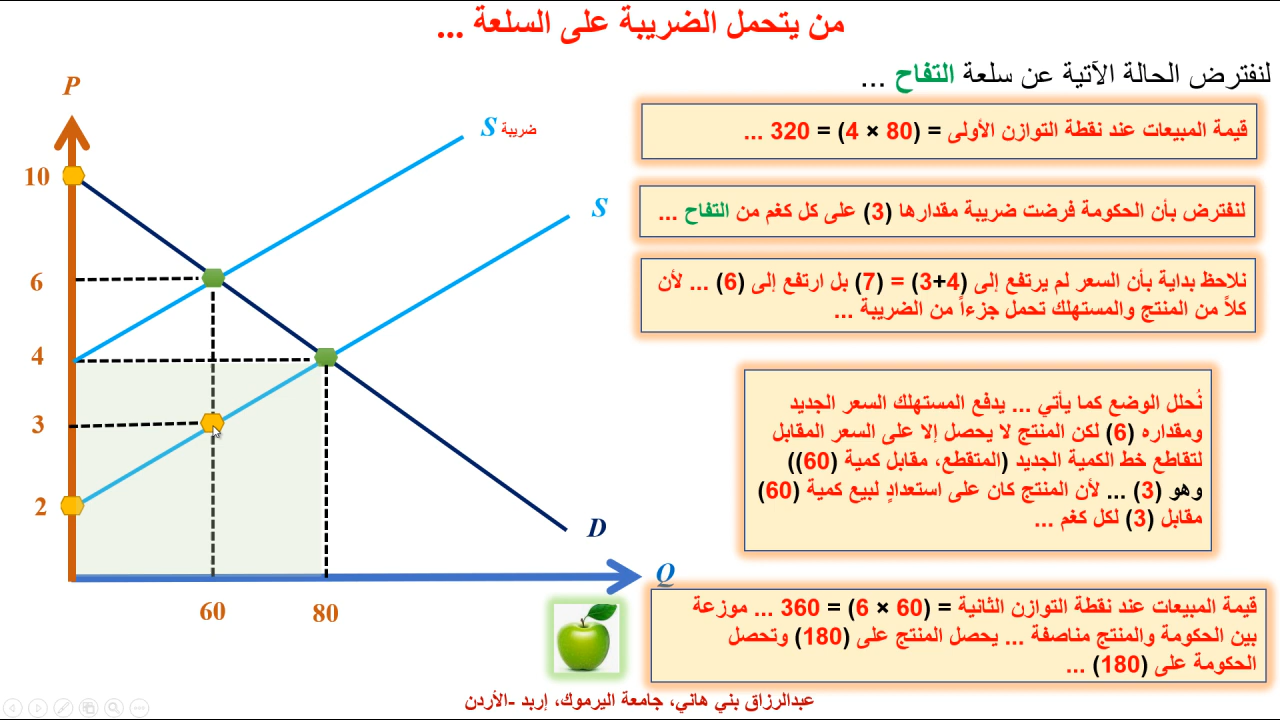 من يتحمل الضريبة على السلعة ...
لنفترض الحالة الآتية عن سلعة التفاح ...
قيمة المبيعات عند نقطة التوازن الأولى = (80 × 4) = 320 ...
لنفترض بأن الحكومة فرضت ضريبة مقدارها (3) على كل كغم من التفاح ...
نلاحظ بداية بأن السعر لم يرتفع إلى (4+3) = (7) بل ارتفع إلى (6) ... لأن
كلاً من المنتج والمستهلك تحمل جزءاً من الضريبة ...
نُحلل الوضع كما يأتي ... يدفع المستهلك السعر الجديد
ومقداره (6) لكن المنتج لا يحصل إلا على السعر المقابل
لتقاطع خط الكمية الجديد (المتقطع، مقابل كمية (60))
وهو (3) ... لأن المنتج كان على استعدادٍ لبيع كمية (60)
مقابل (3) لكل كغم ...
قيمة المبيعات عند نقطة التوازن الثانية = (60 × 6) = 360 ... موزعة
بين الحكومة والمنتج مناصفة ... يحصل المنتج على (180) وتحصل
الحكومة على (180) ...
P
S ضريبة
10
S
6
4
3
2
D
Q
60
80
عبدالرزاق بني هاني، جامعة اليرموك، إربد -الأردن